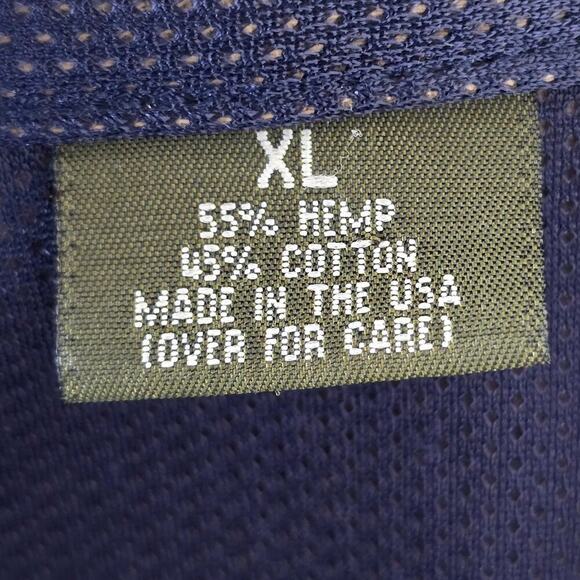 XL
55% HEMP
45% COTTON
MADE IN THE USA
(OVER FOR CARE)